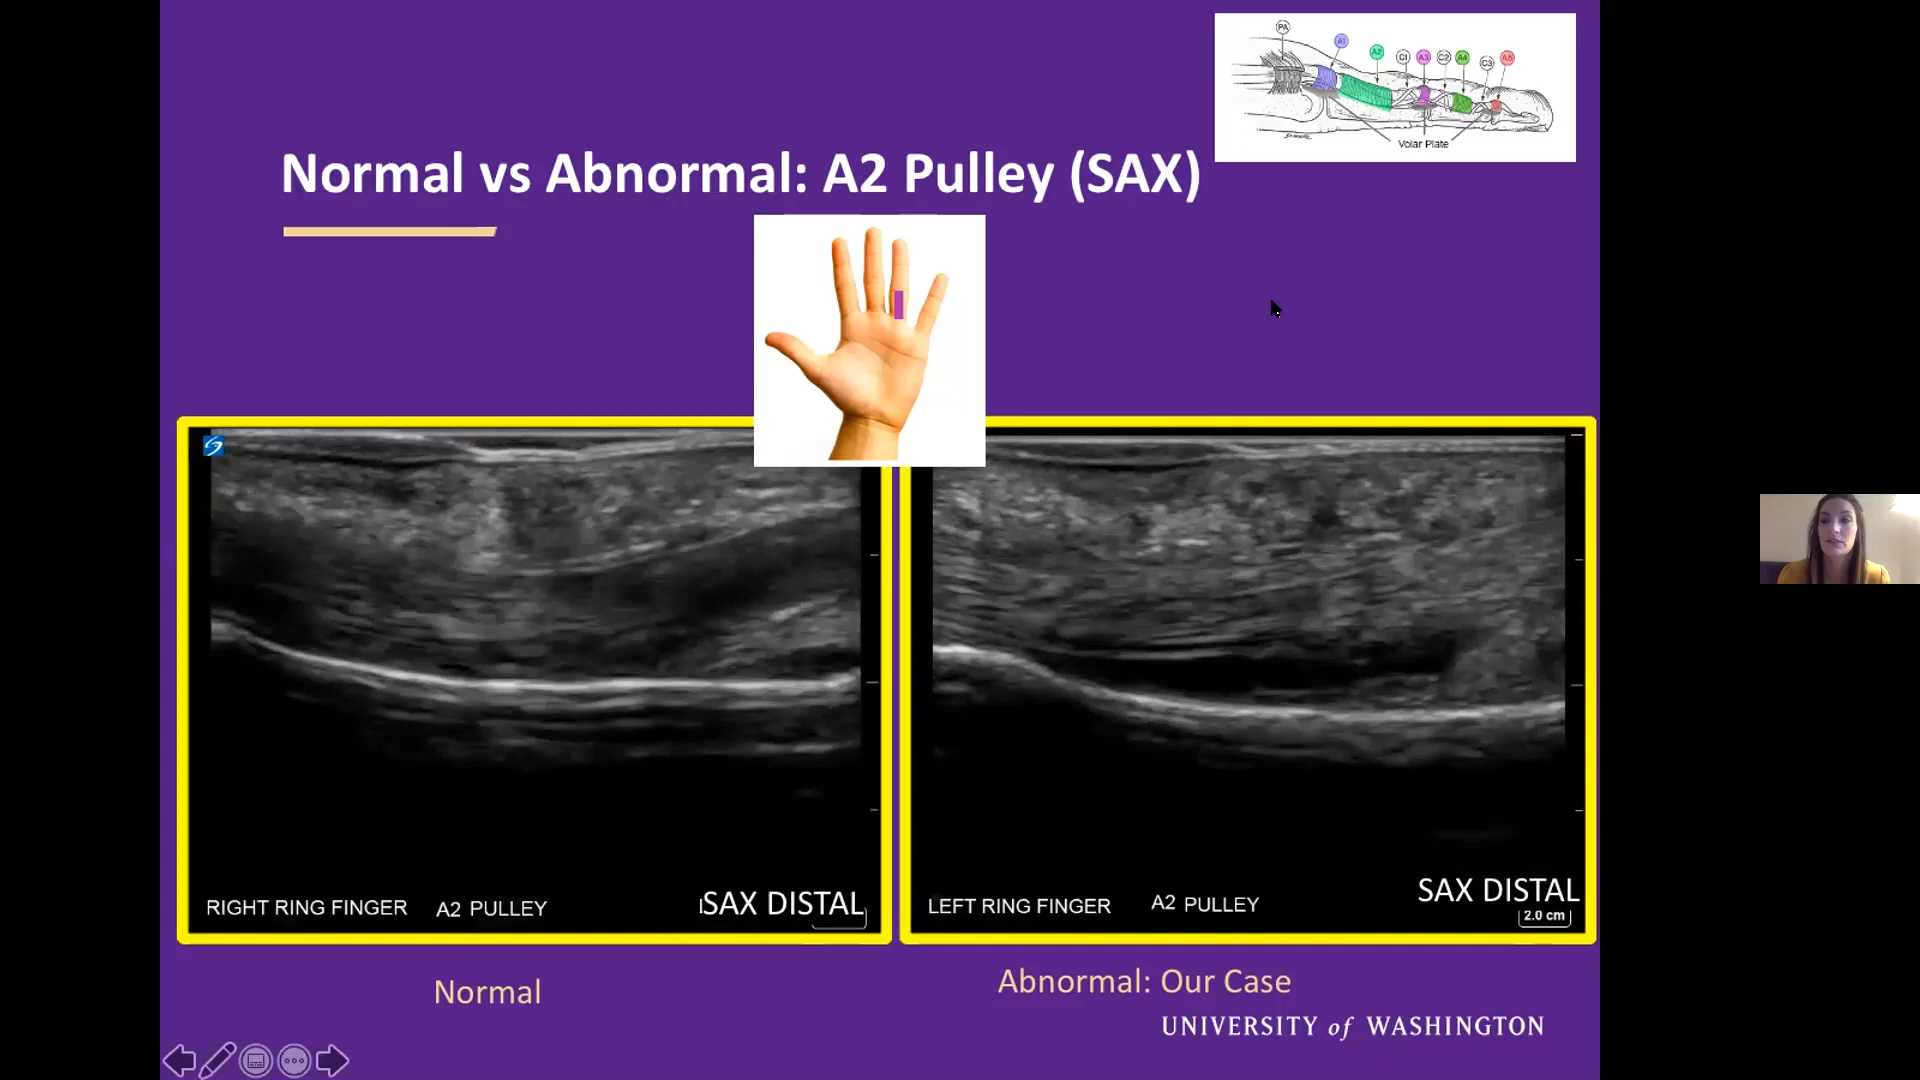 PA
A1
A2
C1
A3
C2
A4
C3
A5
Volar Plate
Normal vs Abnormal: A2 Pulley (SAX)
RIGHT RING FINGER A2 PULLEY SAX DISTAL
LEFT RING FINGER A2 PULLEY SAX DISTAL
2.0 cm
Normal
Abnormal: Our Case
UNIVERSITY of WASHINGTON